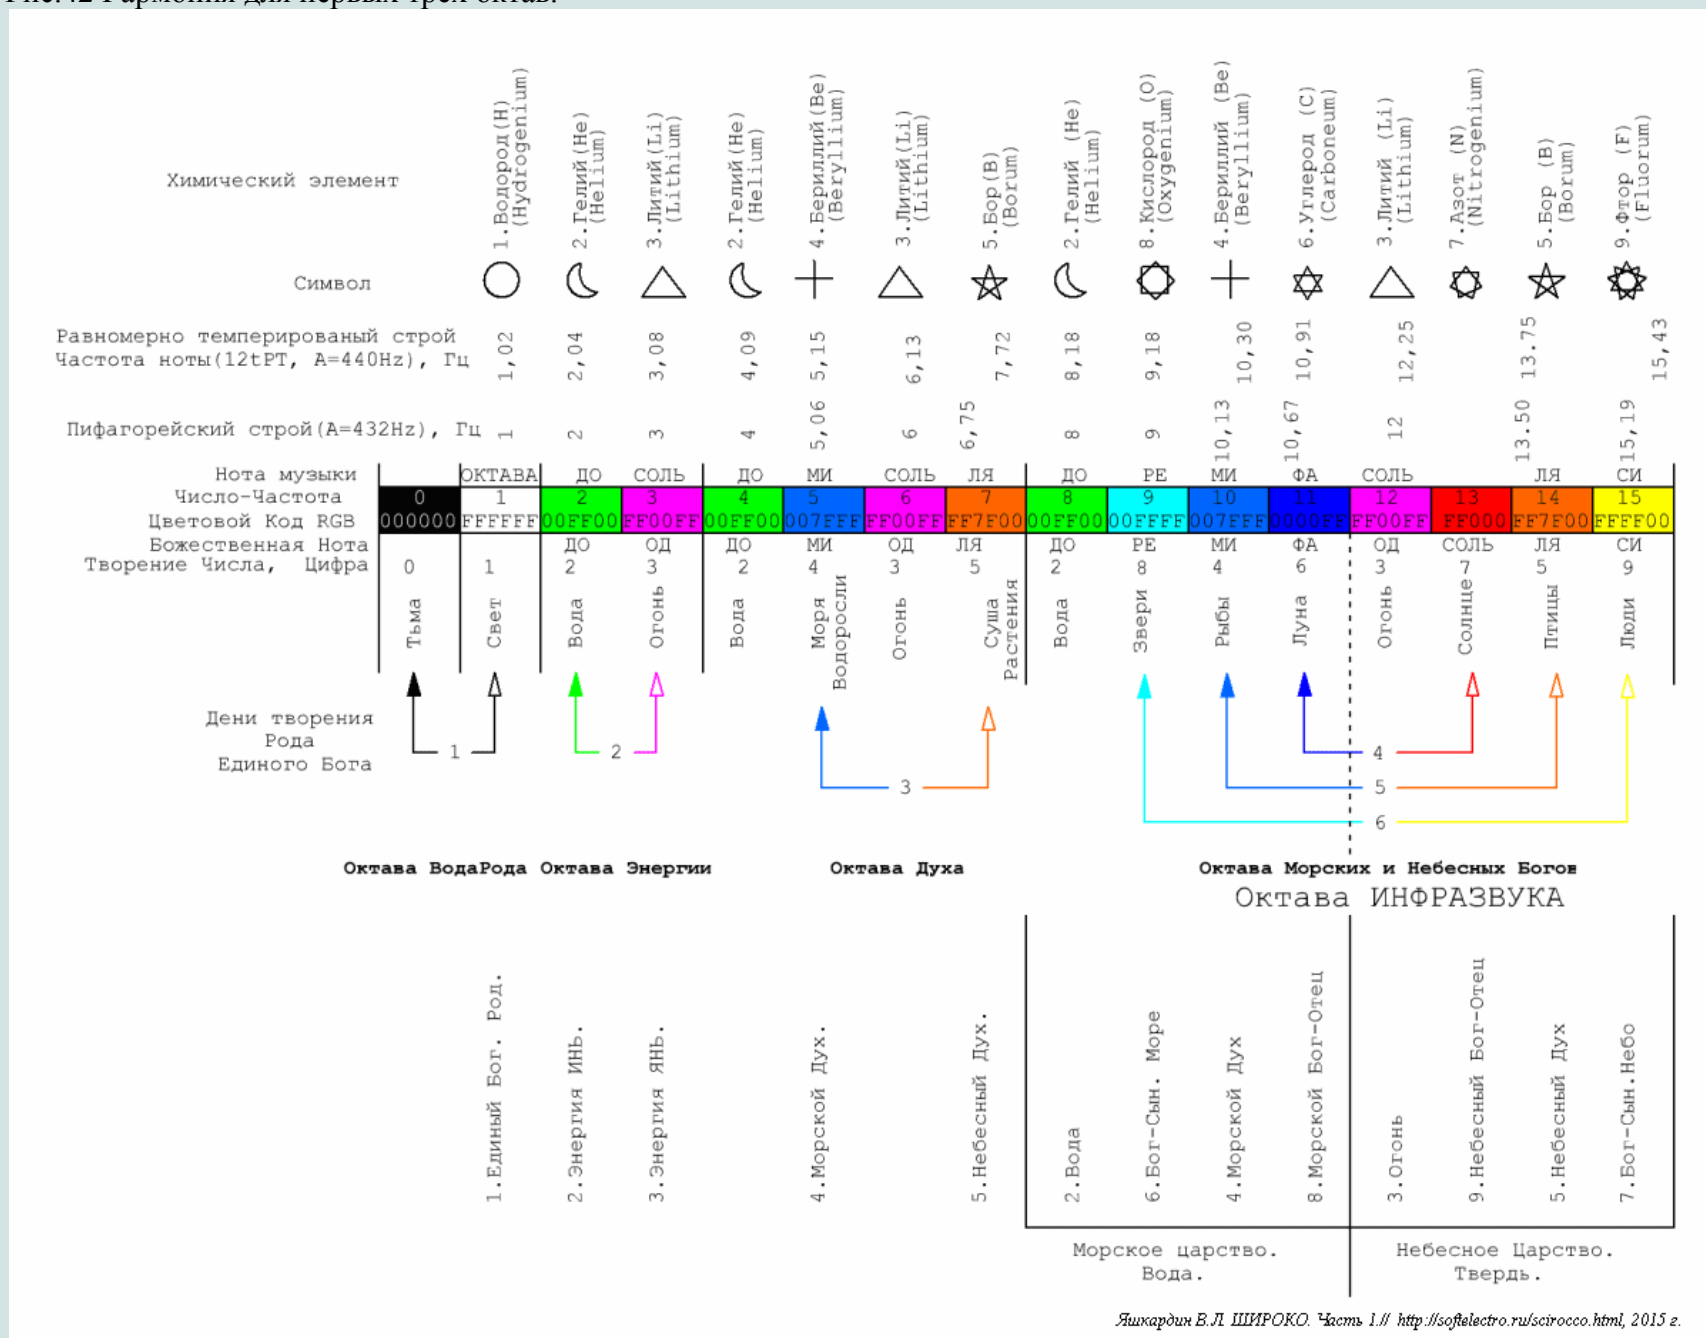 Рис.42 Гармония для первых трех октав.
Химический элемент
1.Водород(H)
(Hydrogenium)
2.Гелий(He)
(Helium)
3.Литий(Li)
(Lithium)
2.Гелий(He)
(Helium)
4.Бериллий(Be)
(Beryllium)
3.Литий(Li)
(Lithium)
5.Бор(B)
(Borum)
2.Гелий (He)
(Helium)
8.Кислород (O)
(Oxygenium)
4.Бериллий (Be)
(Beryllium)
6.Углерод (C)
(Carboneum)
3.Литий (Li)
(Lithium)
7.Азот (N)
(Nitrogenium)
5.Бор (B)
(Borum)
9.Фтор (F)
(Fluorum)
Символ
Равномерно темперированый строй
Частота ноты(12tPT, A=440Hz), Гц
1,02 2,04 3,08 4,09 5,15 6,13 7,72 8,18 9,18 10,30 10,91 12,25 13.75 15,43
Пифагорейский строй(A=432Hz), Гц 1 2 3 4 5,06 6 6,75 8 9 10,13 10,67 12 13.50 15,19
Нота музыки ОКТАВА ДО СОЛЬ ДО МИ СОЛЬ ЛЯ ДО РЕ МИ ФА СОЛЬ ЛЯ СИ
Число-Частота 0 1 2 3 4 5 6 7 8 9 10 11 12 13 14 15
Цветовой Код RGB 000000 FFFFFF 00FF00 FF00FF 00FF00 007FFF FF00FF FF7F00 00FF00 00FFFF 007FFF 0000FF FF00FF FF000 FF7F00 FFFF00
Божественная Нота ДО ОД ДО МИ ОД ЛЯ ДО РЕ МИ ФА ОД СОЛЬ ЛЯ СИ
Творение Числа, Цифра 0 1 2 3 2 4 3 5 2 8 4 6 3 7 5 9
Тьма
Свет
Вода
Огонь
Вода
Моря
Водоросли
Огонь
Суша
Растения
Вода
Звери
Рыбы
Луна
Огонь
Солнце
Птицы
Люди
Дени творения
Рода
Единого Бога
1 2 3 4 5 6
Октава ВодаРода Октава Энергии Октава Духа Октава Морских и Небесных Богов
Октава ИНФРАЗВУКА
1.Единый Бог. Род.
2.Энергия ИНЬ.
3.Энергия ЯНЬ.
4.Морской Дух.
5.Небесный Дух.
2.Вода
6.Бог-Сын. Море
4.Морской Дух
8.Морской Бог-Отец
3.Огонь
9.Небесный Бог-Отец
5.Небесный Дух
7.Бог-Сын.Небо
Морское царство.
Вода.
Небесное Царство.
Твердь.
Яшкардин В.Л. ШИРОКО. Часть 1.// http://softelectro.ru/scirocco.html, 2015 г.